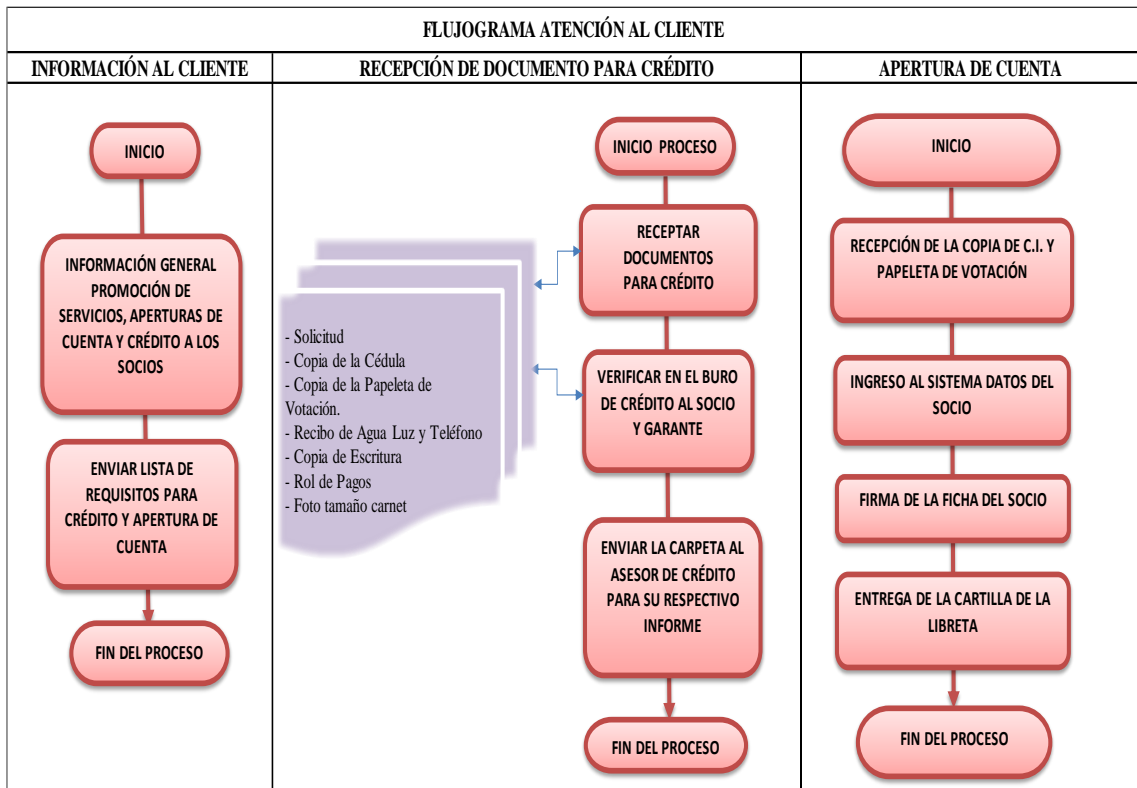 FLUJOGRAMA ATENCIÓN AL CLIENTE
INFORMACIÓN AL CLIENTE
INICIO
INFORMACIÓN GENERAL
PROMOCIÓN DE
SERVICIOS, APERTURAS DE
CUENTA Y CRÉDITO A LOS
SOCIOS
ENVIAR LISTA DE
REQUISITOS PARA
CRÉDITO Y APERTURA DE
CUENTA
FIN DEL PROCESO
RECEPCIÓN DE DOCUMENTO PARA CRÉDITO
INICIO PROCESO
RECEPTAR
DOCUMENTOS
PARA CRÉDITO
- Solicitud
- Copia de la Cédula
- Copia de la Papeleta de
Votación.
- Recibo de Agua Luz y Teléfono
- Copia de Escritura
- Rol de Pagos
- Foto tamaño carnet
VERIFICAR EN EL BURO
DE CRÉDITO AL SOCIO
Y GARANTE
ENVIAR LA CARPETA AL
ASESOR DE CRÉDITO
PARA SU RESPECTIVO
INFORME
FIN DEL PROCESO
APERTURA DE CUENTA
INICIO
RECEPCIÓN DE LA COPIA DE C.I. Y
PAPELETA DE VOTACIÓN
INGRESO AL SISTEMA DATOS DEL
SOCIO
FIRMA DE LA FICHA DEL SOCIO
ENTREGA DE LA CARTILLA DE LA
LIBRETA
FIN DEL PROCESO